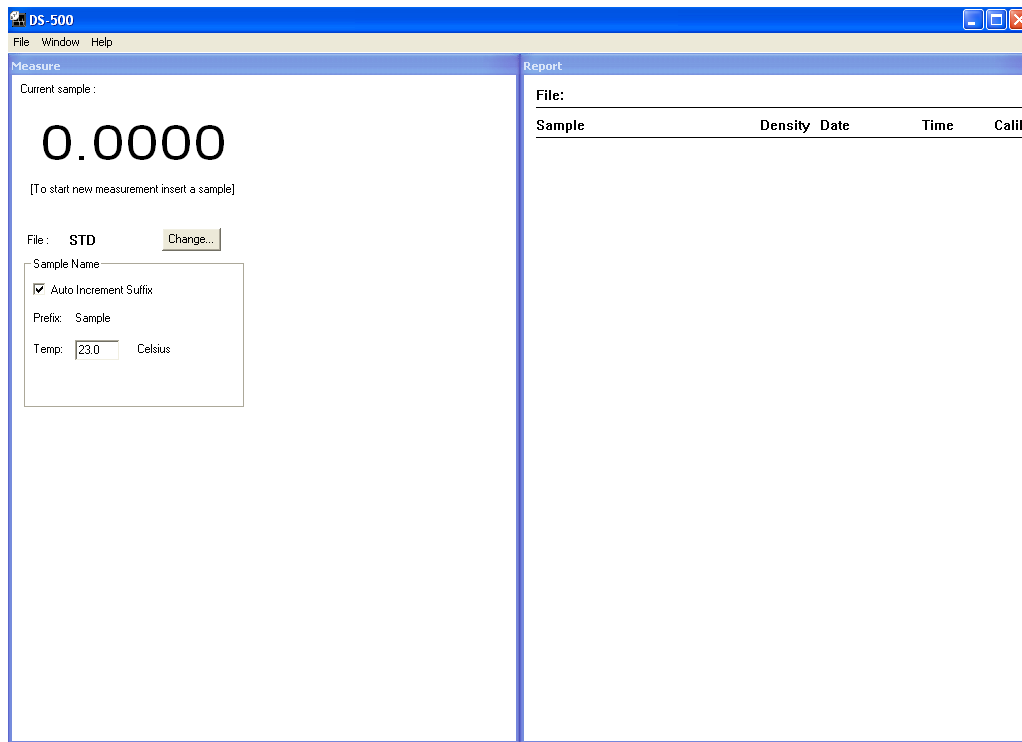 DS-500
File Window Help
Measure
Current sample :
0.0000
[To start new measurement insert a sample]
File : STD Change...
Sample Name
Auto Increment Suffix
Prefix: Sample
Temp: 23.0 Celsius
Report
File:
Sample Density Date Time Calil